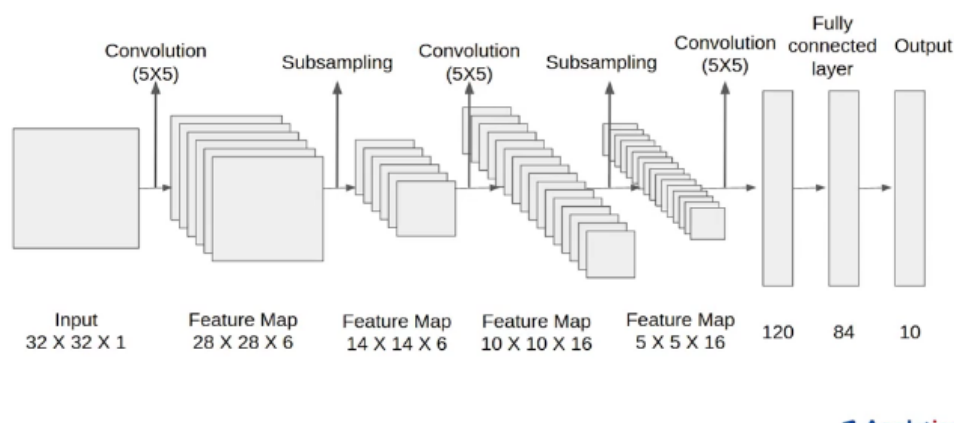 Convolution
(5X5)
Subsampling
Convolution
(5X5)
Subsampling
Convolution
(5X5)
Fully
connected
layer
Output
Input
32 X 32 X 1
Feature Map
28 X 28 X 6
Feature Map
14 X 14 X 6
Feature Map
10 X 10 X 16
Feature Map
5 X 5 X 16
120
84
10